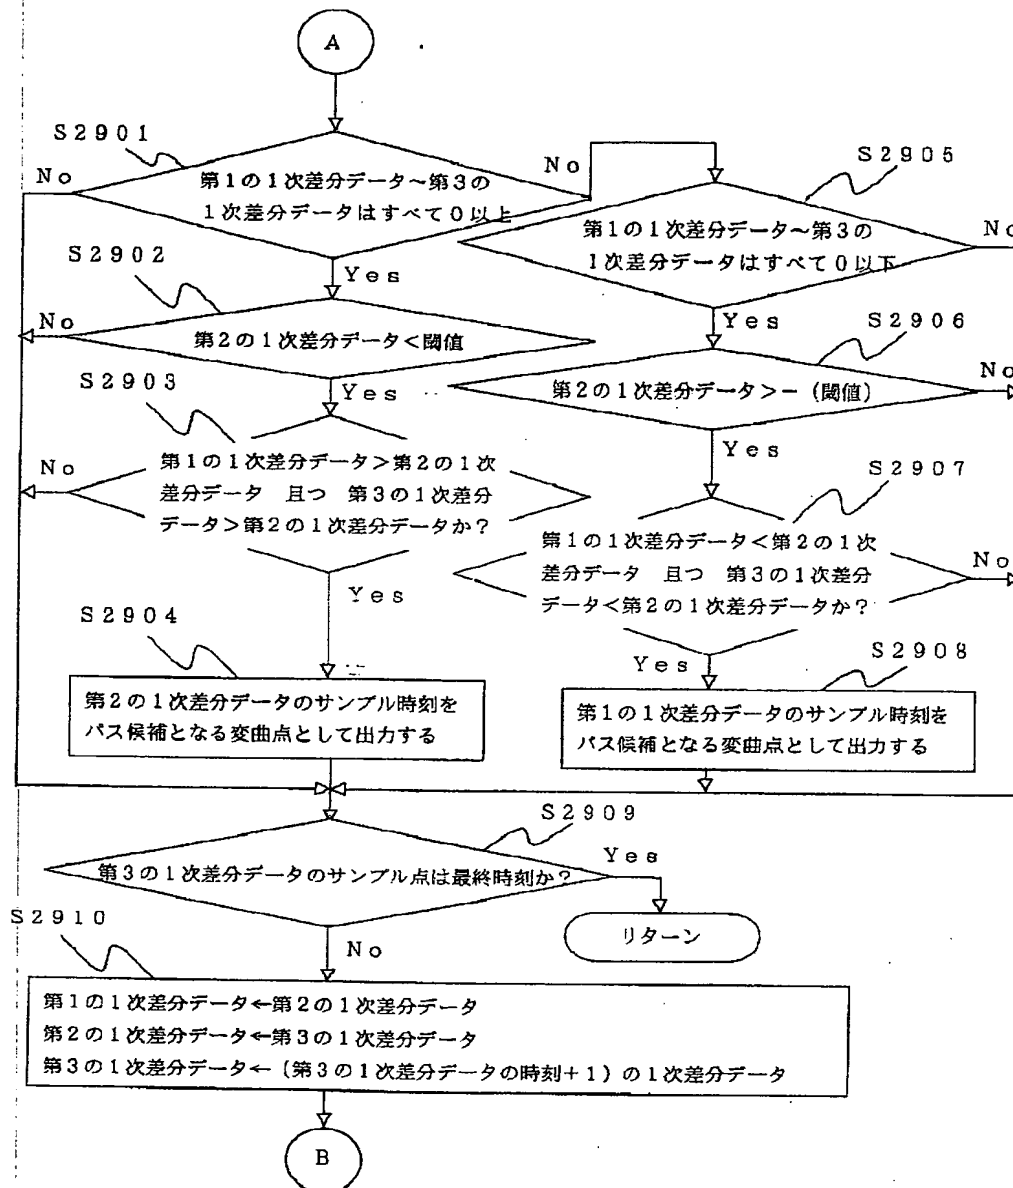 A
S2901
No
No
第1の1次差分データ~第3の
1次差分データはすべて0以上
S2905
第1の1次差分データ~第3の
1次差分データはすべて0以下
No
Yes
S2902
No
第2の1次差分データ<閾値
Yes
S2906
第2の1次差分データ>-(閾値)
No
Yes
S2903
No
第1の1次差分データ>第2の1次
差分データ 且つ 第3の1次差分
データ>第2の1次差分データか?
Yes
S2907
第1の1次差分データ<第2の1次
差分データ 且つ 第3の1次差分
データ<第2の1次差分データか?
No
Yes
S2904
第2の1次差分データのサンプル時刻を
パス候補となる変曲点として出力する
S2908
第1の1次差分データのサンプル時刻を
パス候補となる変曲点として出力する
S2909
第3の1次差分データのサンプル点は最終時刻か?
Yes
リターン
No
S2910
第1の1次差分データ←第2の1次差分データ
第2の1次差分データ←第3の1次差分データ
第3の1次差分データ←(第3の1次差分データの時刻+1)の1次差分データ
B